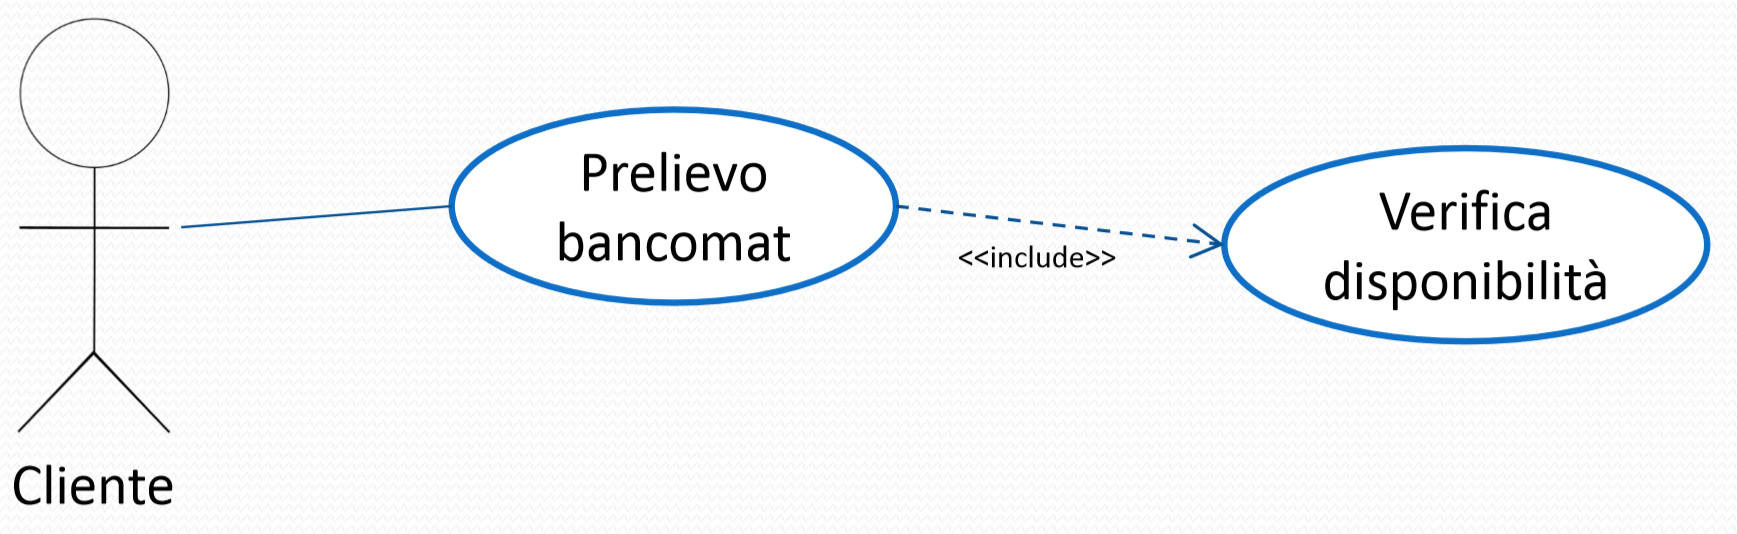 Prelievo
bancomat
<<include>>
Verifica
disponibilità
Cliente